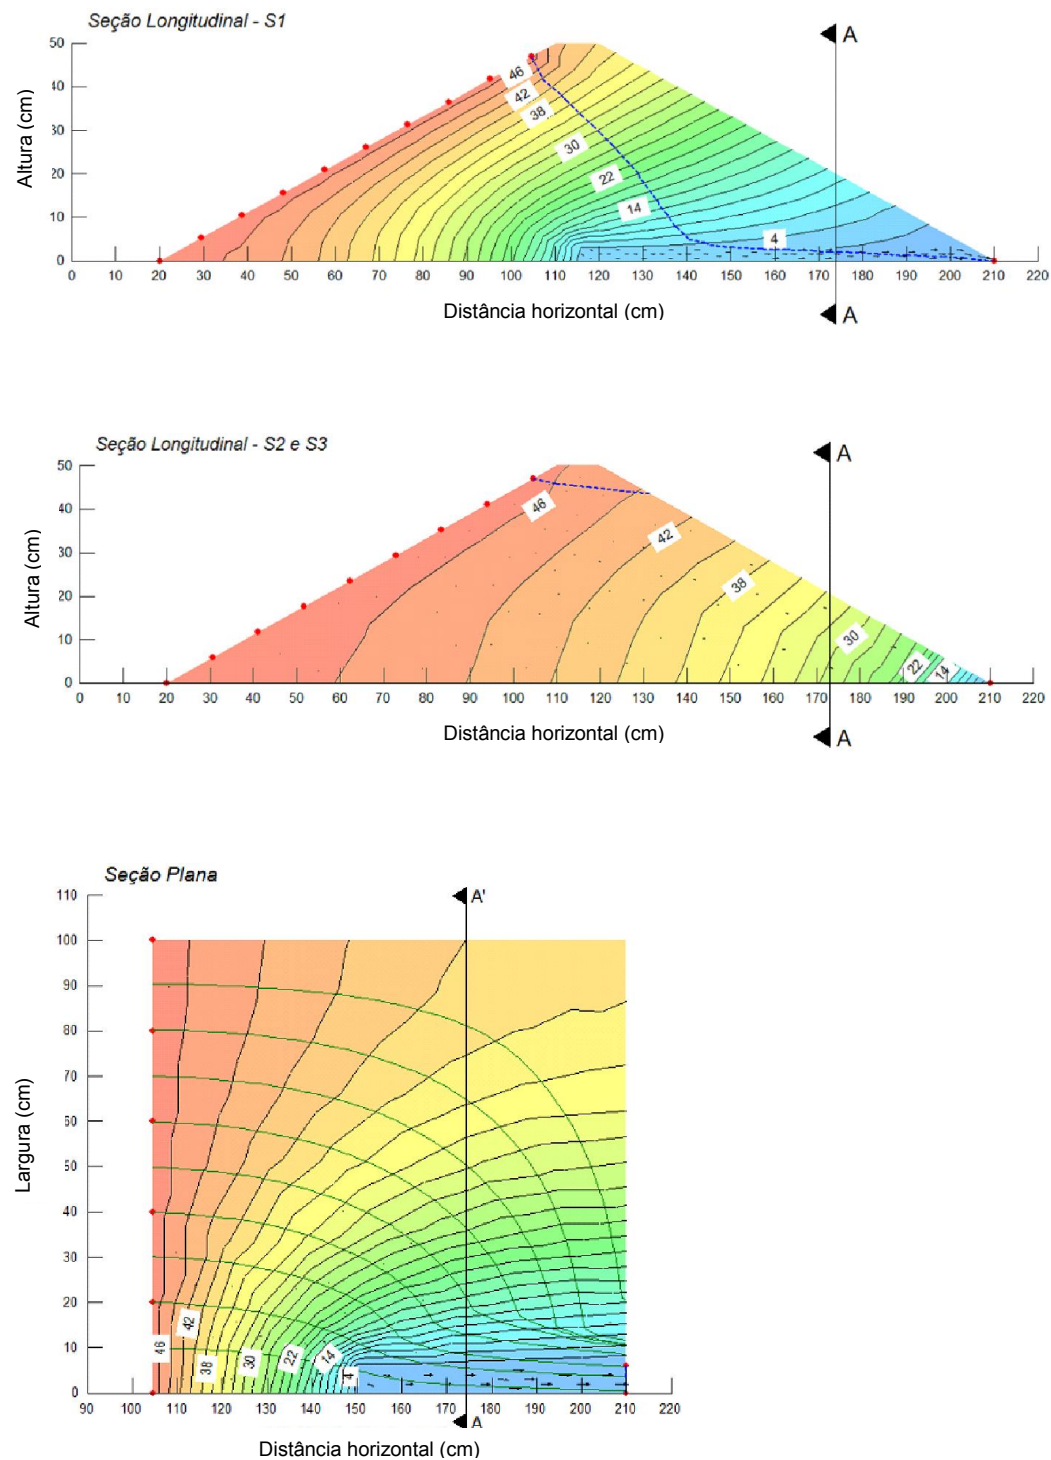 Seção Longitudinal - S1
A
50
40
30
20
10
0
Altura (cm)
46
42
38
30
22
14
4
0 10 20 30 40 50 60 70 80 90 100 110 120 130 140 150 160 170 180 190 200 210 220
Distância horizontal (cm)
A
Seção Longitudinal - S2 e S3
A
50
40
30
20
10
0
Altura (cm)
46
42
38
30
22
14
0 10 20 30 40 50 60 70 80 90 100 110 120 130 140 150 160 170 180 190 200 210 220
Distância horizontal (cm)
A
Seção Plana
A'
110
100
90
80
70
60
50
40
30
20
10
0
Largura (cm)
46
42
38
30
22
14
4
90 100 110 120 130 140 150 160 170 180 190 200 210 220
A
Distância horizontal (cm)